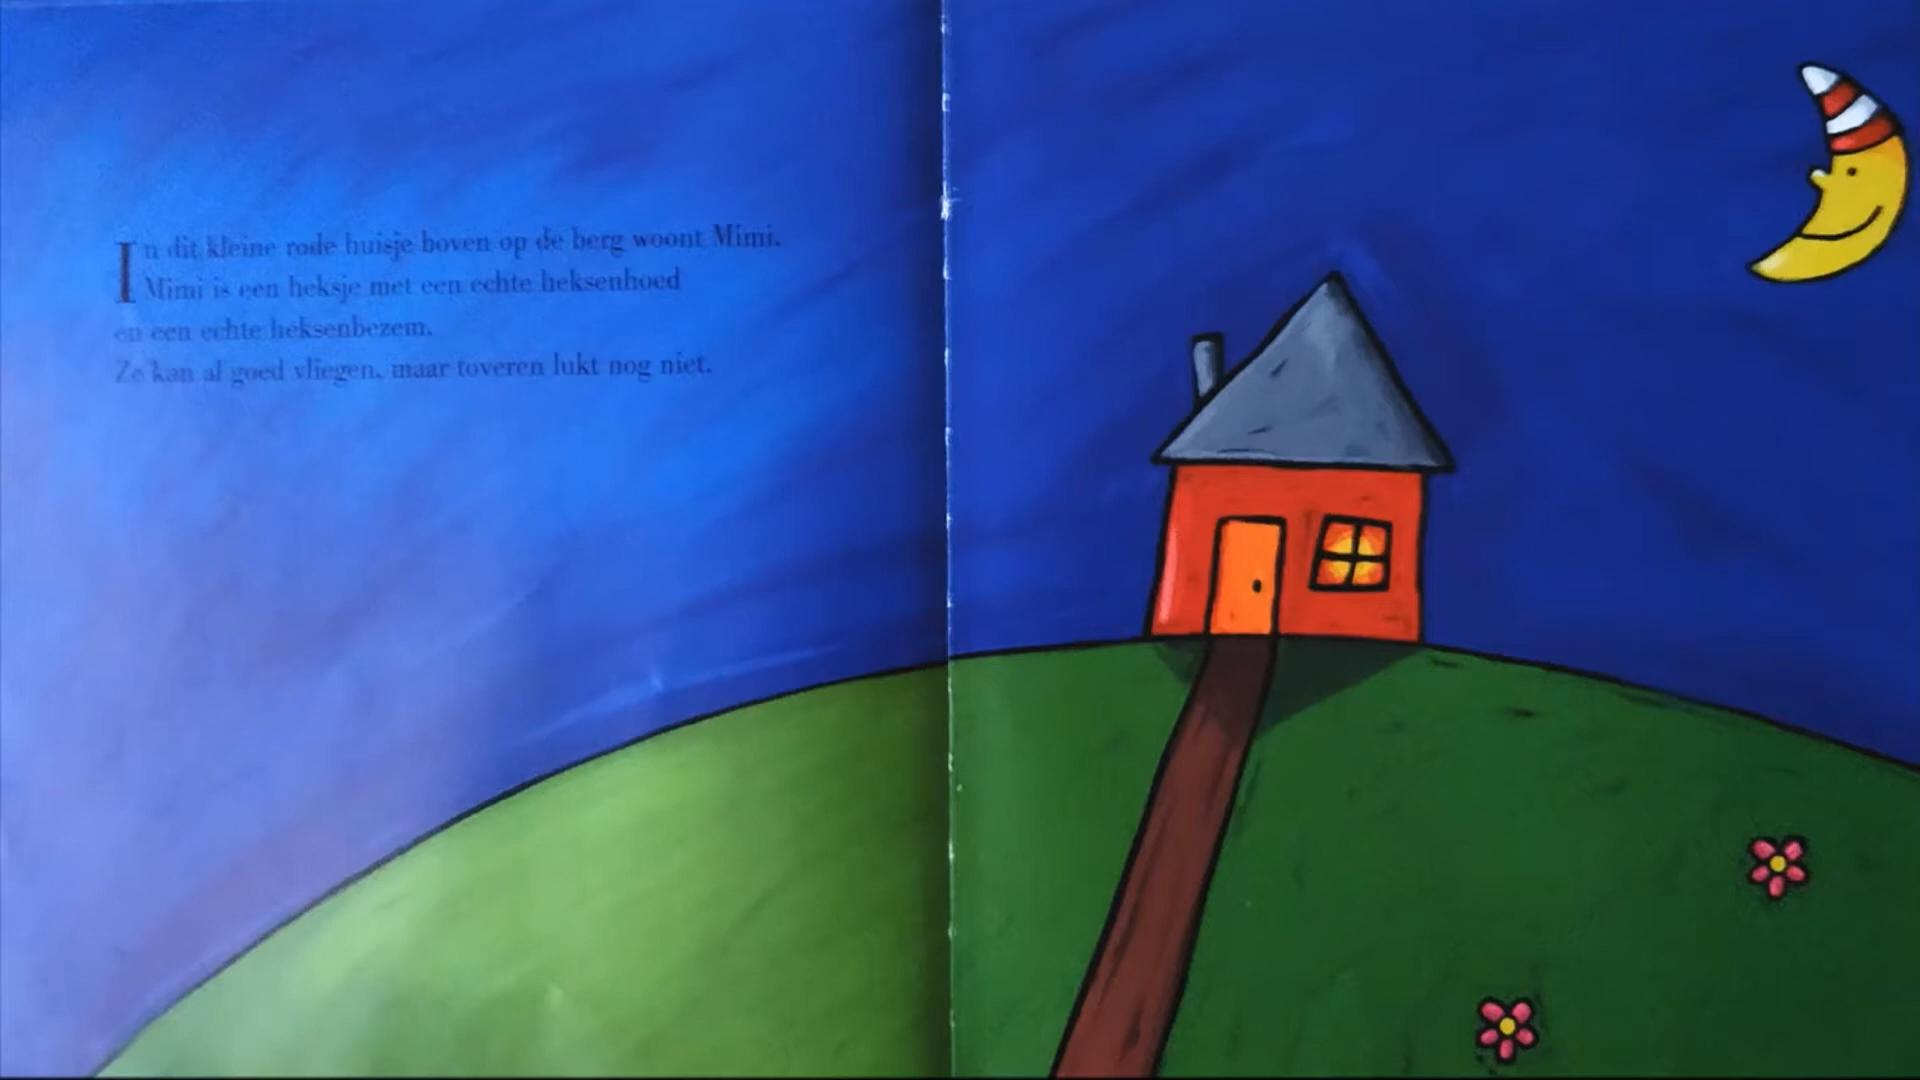 In dit kleine rode huisje boven op de berg woont Mimi.
Mimi is een heksje met een echte heksenhoed
en een echte heksenbezem.
Ze kan al goed vliegen, maar toveren lukt nog niet.